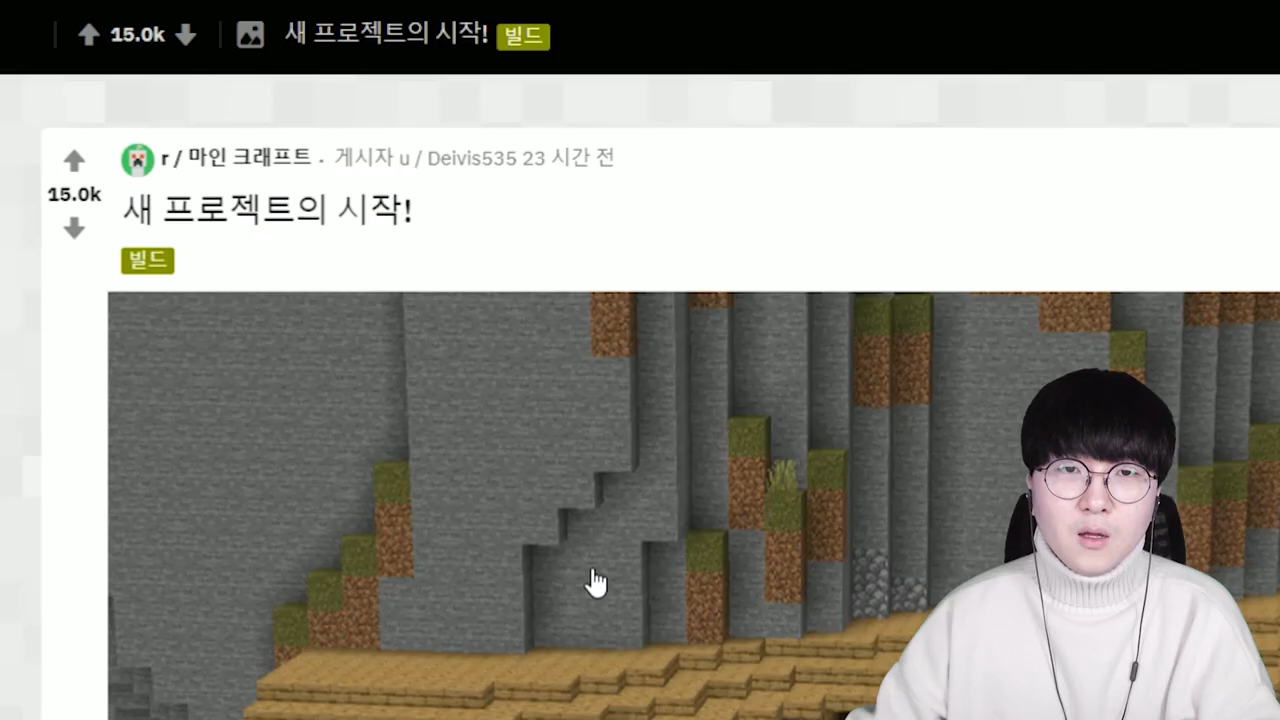 15.0k 새 프로젝트의 시작! 빌드
r / 마인 크래프트 . 게시자 u / Deivis535 23 시간 전
15.0k
새 프로젝트의 시작!
빌드